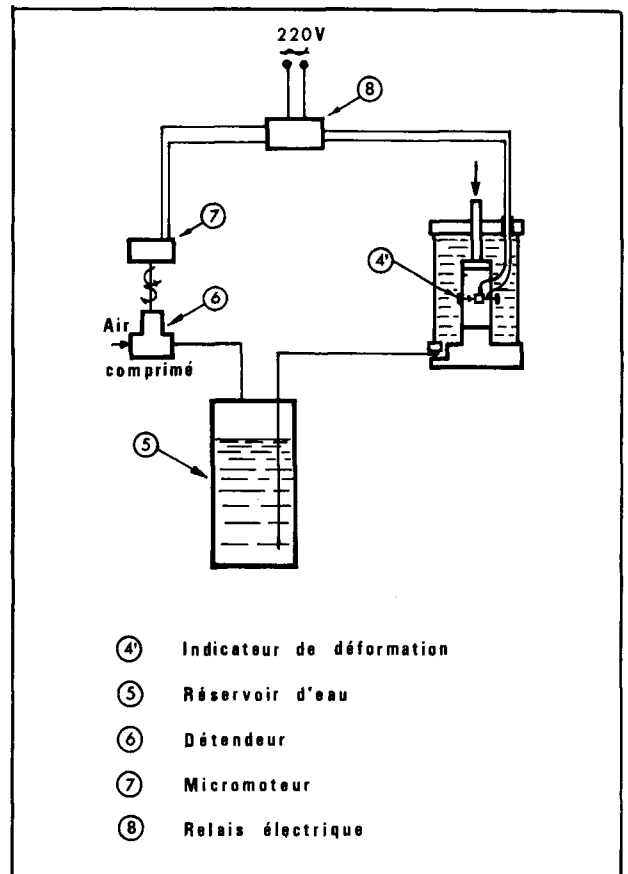 220V
8
7
4'
6
Air
comprimé
5
4' Indicateur de déformation
5 Réservoir d'eau
6 Détendeur
7 Micromoteur
8 Relais électrique